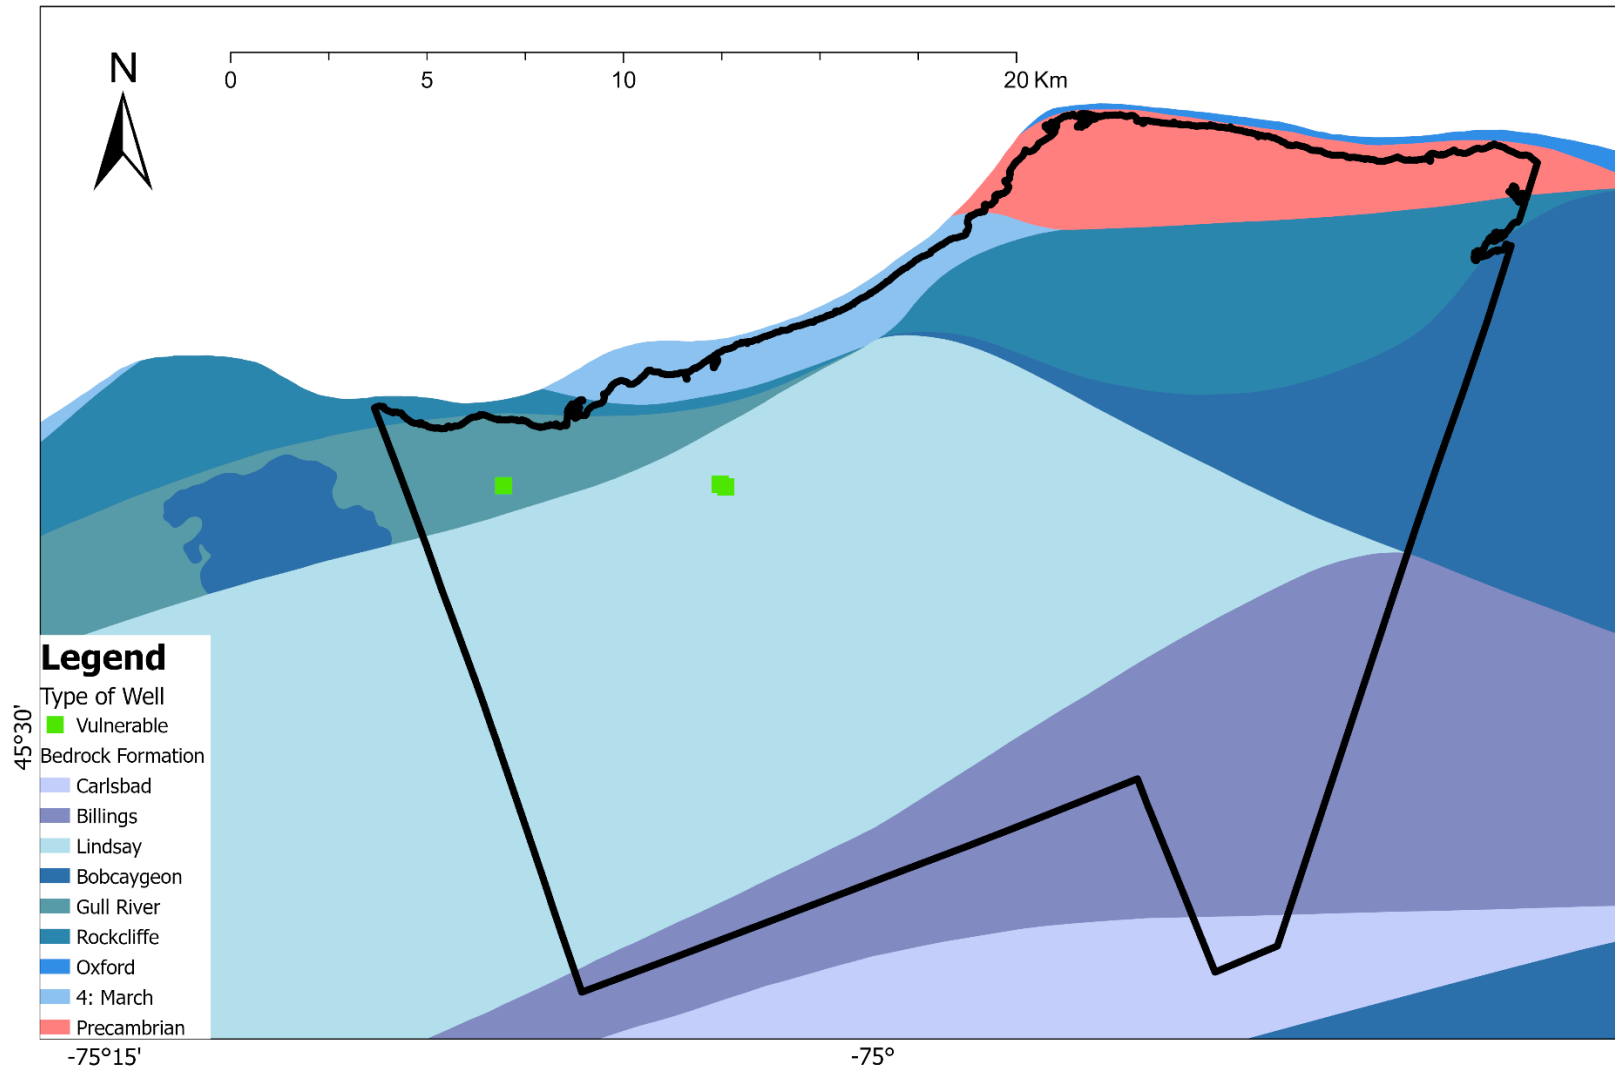 N
0 5 10 20 Km
Legend
Type of Well
Vulnerable
Bedrock Formation
Carlsbad
Billings
Lindsay
Bobcaygeon
Gull River
Rockcliffe
Oxford
4: March
Precambrian
45°30'
-75°15' -75°